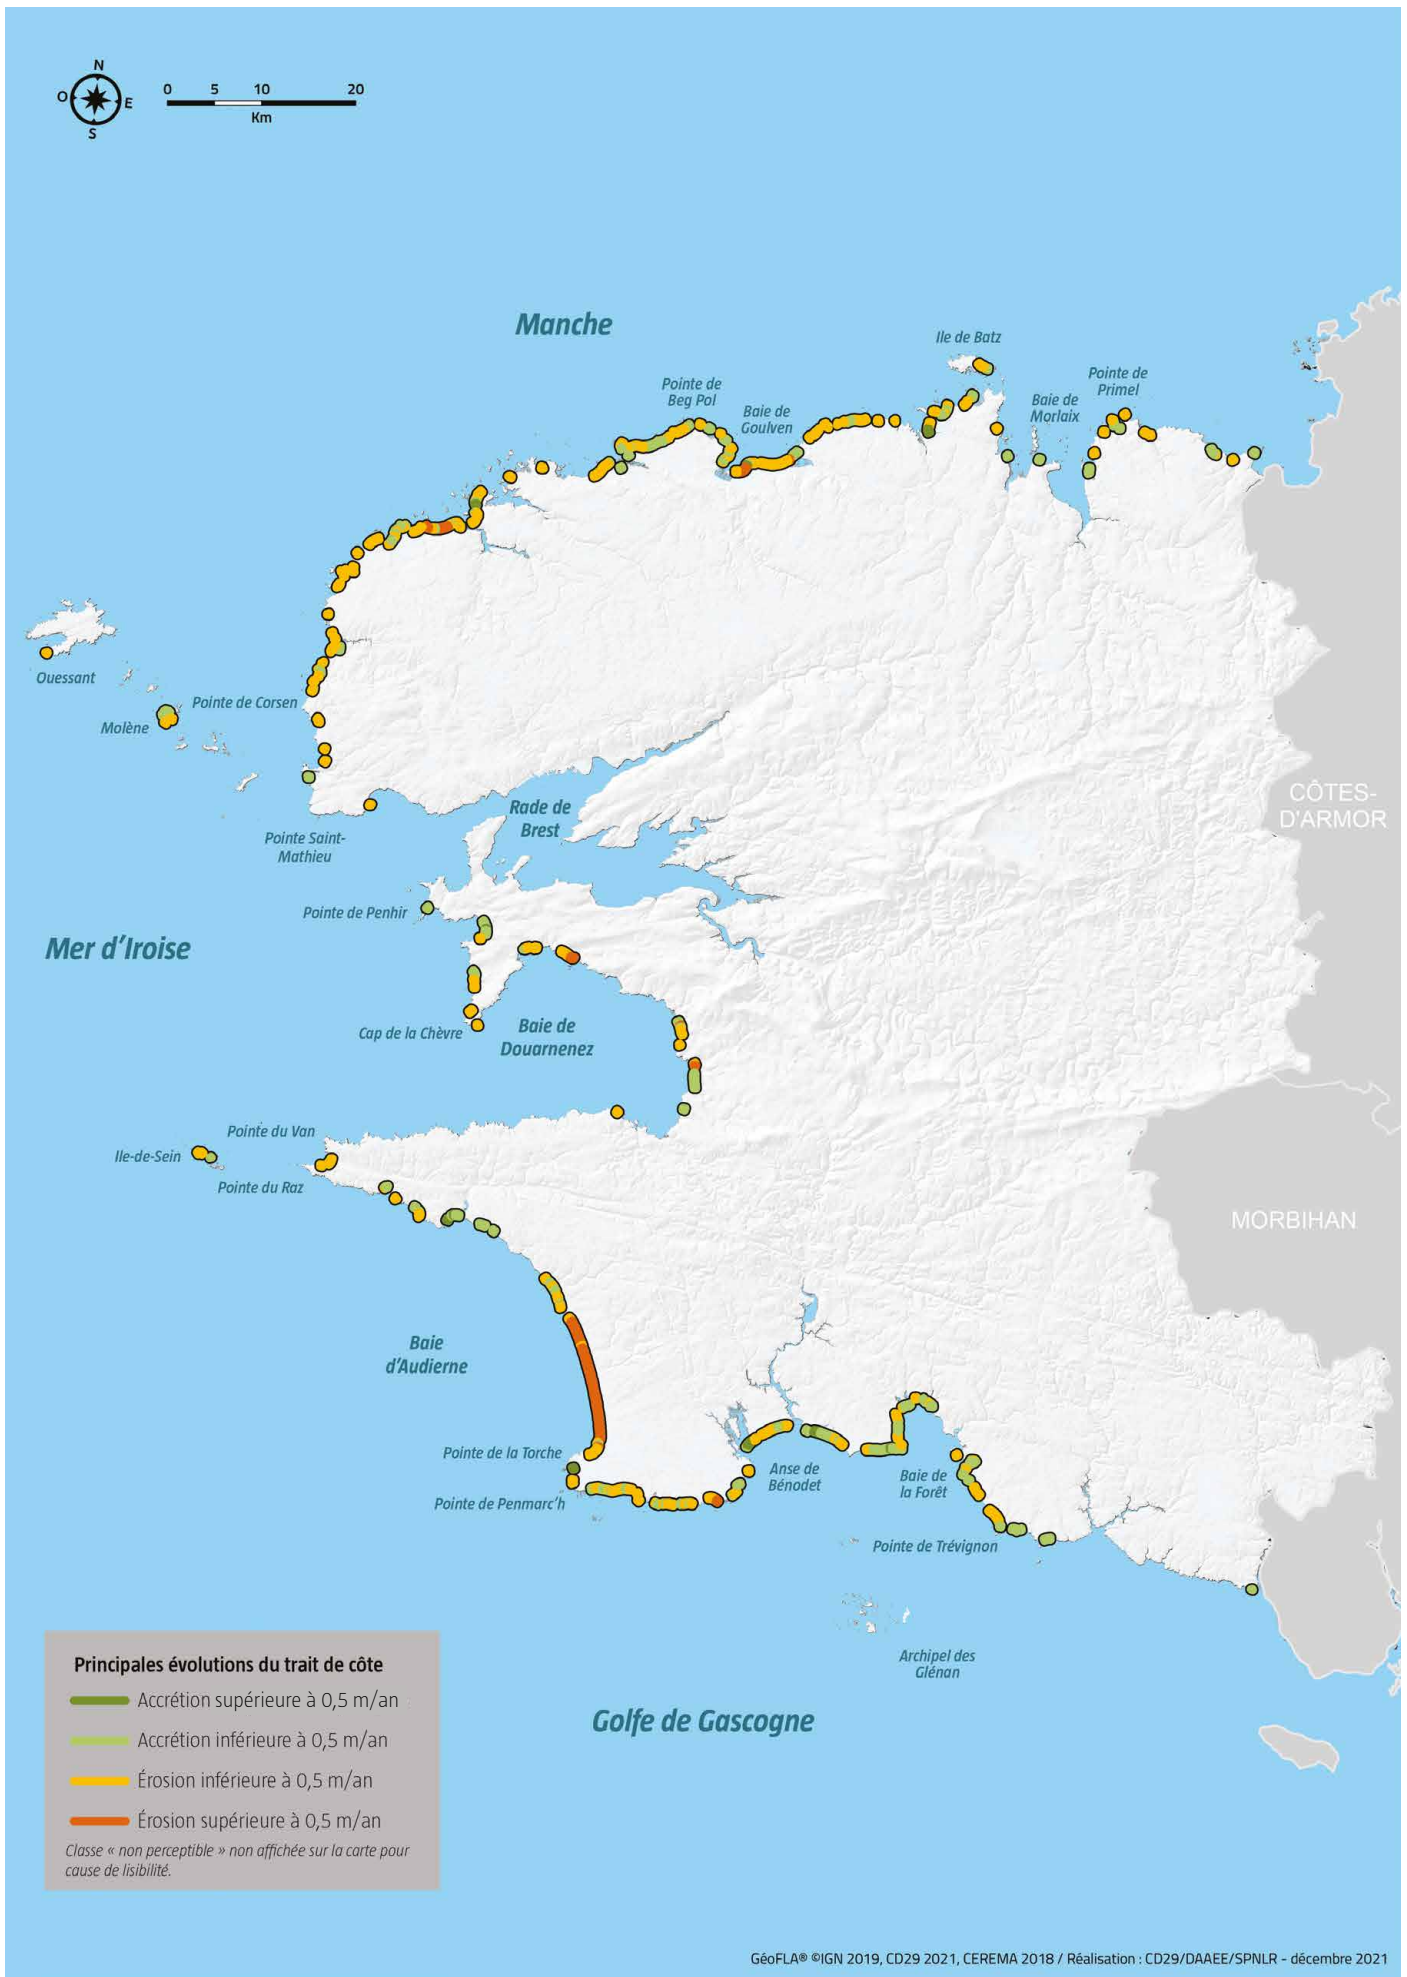 N
O
E
S
0 5 10 20
Km
Manche
Ile de Batz
Pointe de
Primel
Pointe de
Beg Pol
Baie de
Morlaix
Baie de
Goulven
Ouessant
Pointe de Corsen
Molène
CÔTES-
D'ARMOR
Rade de
Brest
Pointe Saint-
Mathieu
Pointe de Penhir
Mer d’Iroise
Cap de la Chèvre
Baie de
Douarnenez
Pointe du Van
Ile-de-Sein
Pointe du Raz
MORBIHAN
Baie
d’Audierne
Pointe de la Torche
Anse de
Bénodet
Baie de
la Forêt
Pointe de Penmarc’h
Pointe de Trévignon
Archipel des
Glénan
Golfe de Gascogne
Principales évolutions du trait de côte
Accrétion supérieure à 0,5 m/an
Accrétion inférieure à 0,5 m/an
Érosion inférieure à 0,5 m/an
Érosion supérieure à 0,5 m/an
Classe « non perceptible » non affichée sur la carte pour
cause de lisibilité.
GéoFLA® ©IGN 2019, CD29 2021, CEREMA 2018 / Réalisation : CD29/DAAEE/SPNLR - décembre 2021